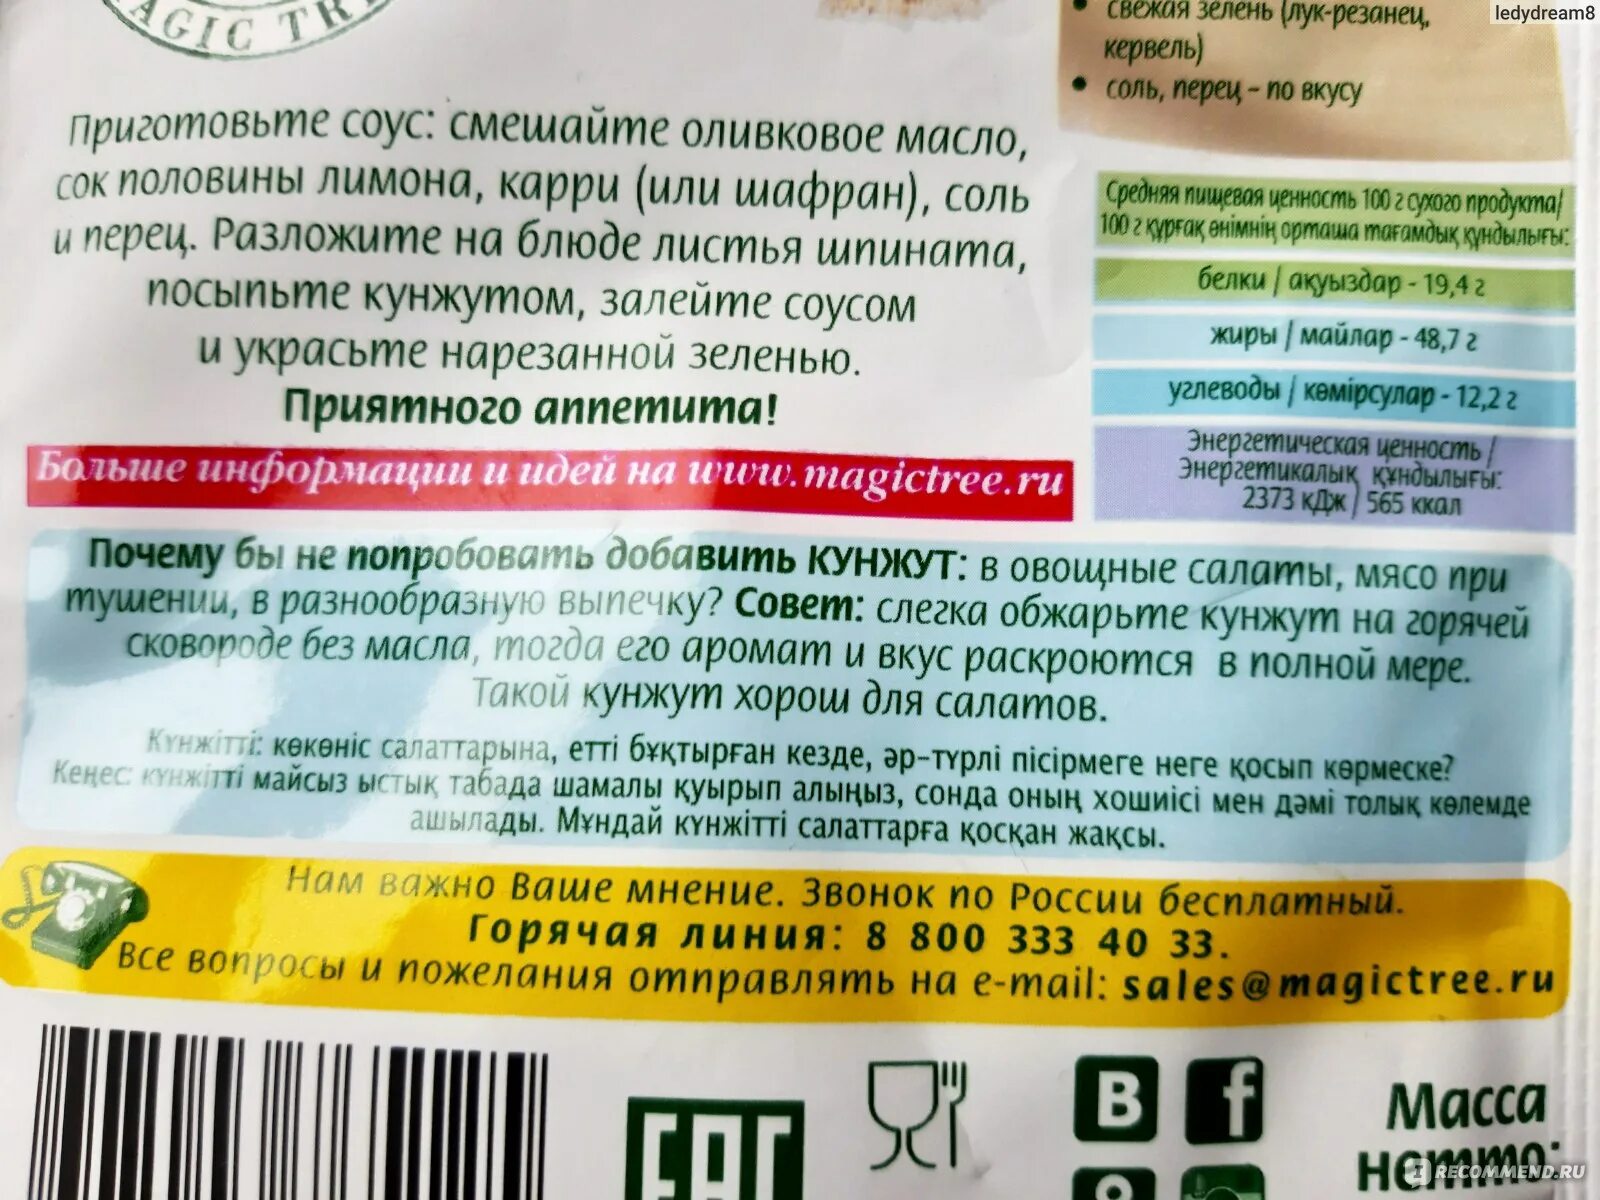 ledydream8
MAGIC TR
свежая зелень (лук-резанец,
кервель)
соль, перец – по вкусу
Приготовьте соус: смешайте оливковое масло,
сок половины лимона, карри (или шафран), соль
и перец. Разложите на блюде листья шпината,
посыпьте кунжутом, залейте соусом
и украсьте нарезанной зеленью.
Приятного аппетита!
Средняя пищевая ценность 100 г сухого продукта/
100 г құрғақ өнімнің орташа тағамдық құндылығы:
белки / ақуыздар - 19,4 г
жиры / майлар - 48,7 г
углеводы / көмірсулар - 12,2 г
Энергетическая ценность /
Энергетикалық құндылығы:
2373 кДж / 565 ккал
Больше информации и идей на www.magictree.ru
Почему бы не попробовать добавить КУНЖУТ: в овощные салаты, мясо при
тушении, в разнообразную выпечку? Совет: слегка обжарьте кунжут на горячей
сковороде без масла, тогда его аромат и вкус раскроются в полной мере.
Такой кунжут хорош для салатов.
Күнжітті: көкөніс салаттарына, етті бұқтырған кезде, әр-түрлі пісірмеге неге қосып көрмеске?
Кеңес: күнжітті майсыз ыстық табада шамалы қуырып алыңыз, сонда оның хошиісі мен дәмі толық көлемде
ашылады. Мұндай күнжітті салаттарға қосқан жақсы.
Нам важно Ваше мнение. Звонок по России бесплатный.
Горячая линия: 8 800 333 40 33.
Все вопросы и пожелания отправлять на e-mail: sales@magictree.ru
EAC
В f
Масса
нетто:
RECOMMEND.RU